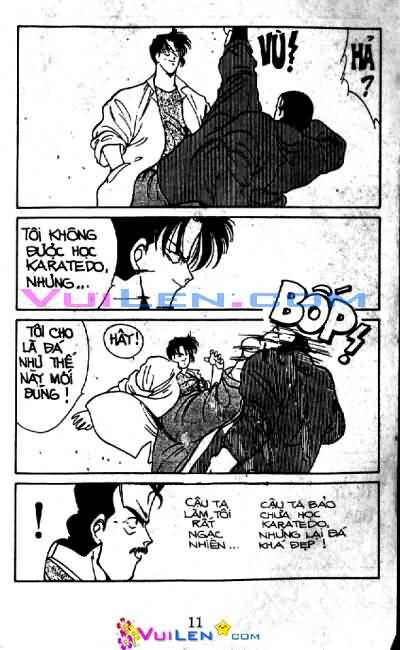 VÙ!
HẢ
?
TÔI KHÔNG
ĐƯỢC HỌC
KARATEDO,
NHƯNG...
VuiLen.com
BỐP!
TÔI CHO
LÀ ĐÁ
NHƯ THẾ
NÀY MỚI
ĐÚNG!
HÂY!
!
CẬU TA
LÀM TÔI
RẤT
NGẠC
NHIÊN...
CẬU TA BẢO
CHƯA HỌC
KARATEDO,
NHƯNG LẠI ĐÁ
KHÁ ĐẸP!
11
VuiLen.com